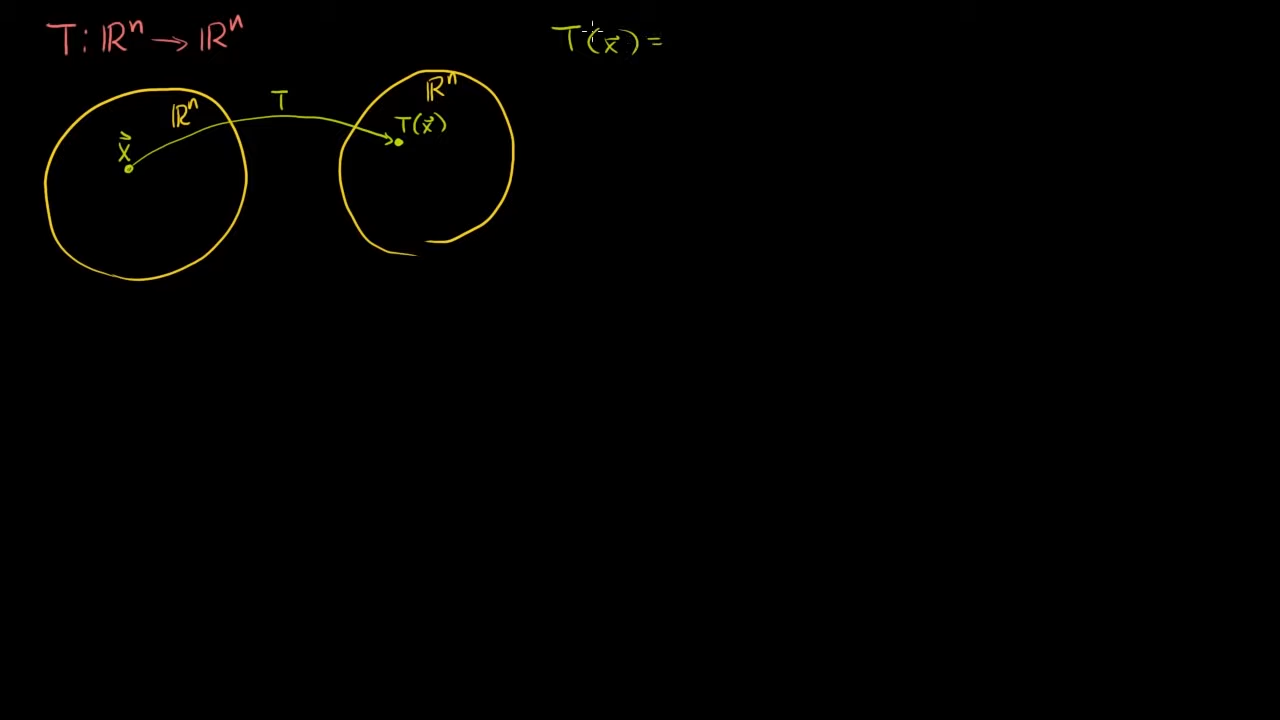 T: ℝⁿ → ℝⁿ
T(x⃗) =
ℝⁿ
T
ℝⁿ
x⃗
T(x⃗)